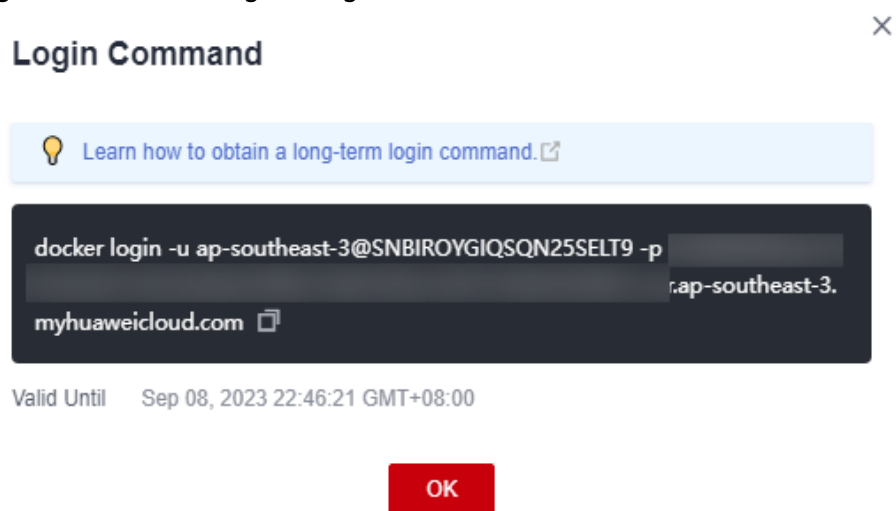 Login Command
Learn how to obtain a long-term login command.
docker login -u ap-southeast-3@SNBIROYGIQSQN25SELT9 -p
r.ap-southeast-3.
myhuaweicloud.com
Valid Until Sep 08, 2023 22:46:21 GMT+08:00
OK